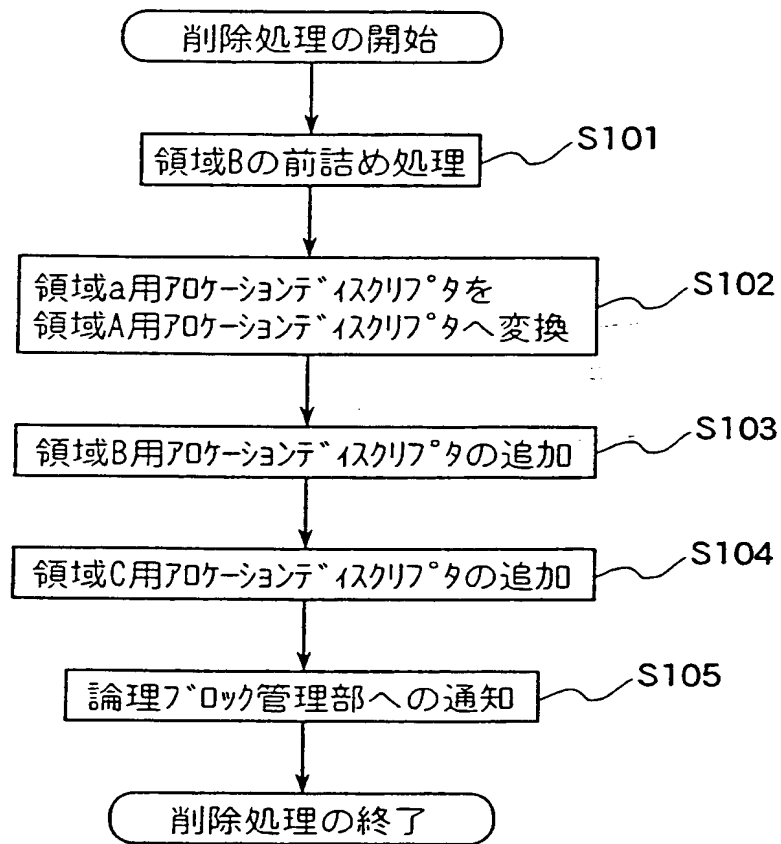 削除処理の開始
S101
領域Bの前詰め処理
S102
領域a用ｱﾛｹｰｼｮﾝﾃﾞｨｽｸﾘﾌﾟﾀを
領域A用ｱﾛｹｰｼｮﾝﾃﾞｨｽｸﾘﾌﾟﾀへ変換
S103
領域B用ｱﾛｹｰｼｮﾝﾃﾞｨｽｸﾘﾌﾟﾀの追加
S104
領域C用ｱﾛｹｰｼｮﾝﾃﾞｨｽｸﾘﾌﾟﾀの追加
S105
論理ﾌﾞﾛｯｸ管理部への通知
削除処理の終了